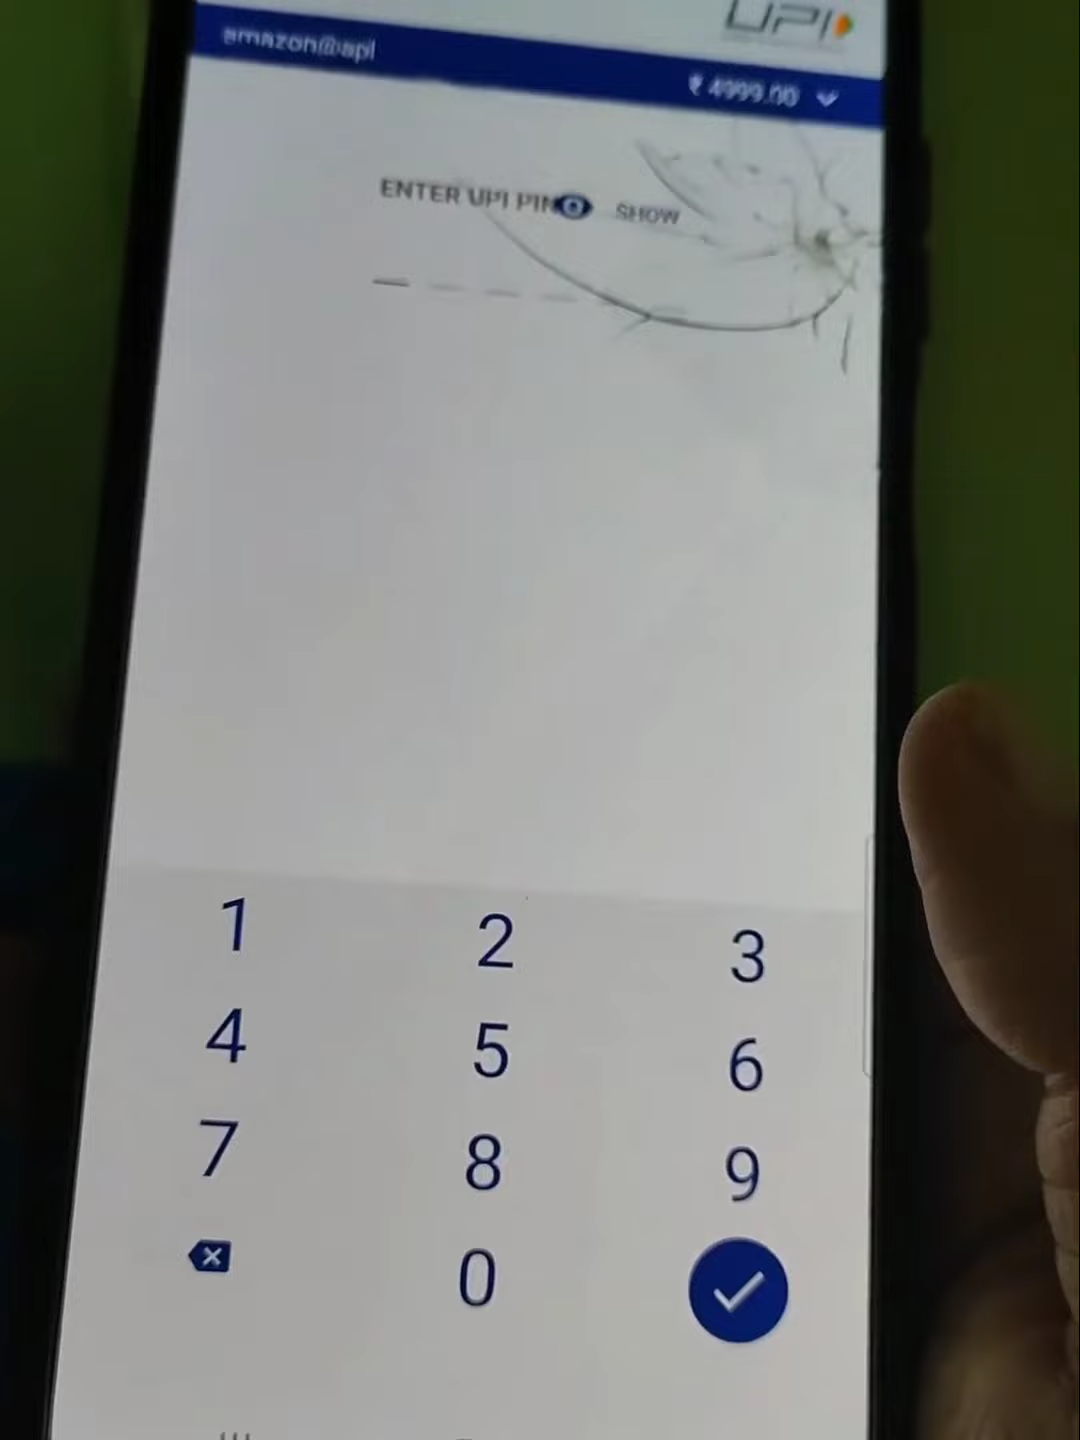 UPI
amazon@apl
₹ 4999.00
ENTER UPI PIN SHOW
1 2 3
4 5 6
7 8 9
0